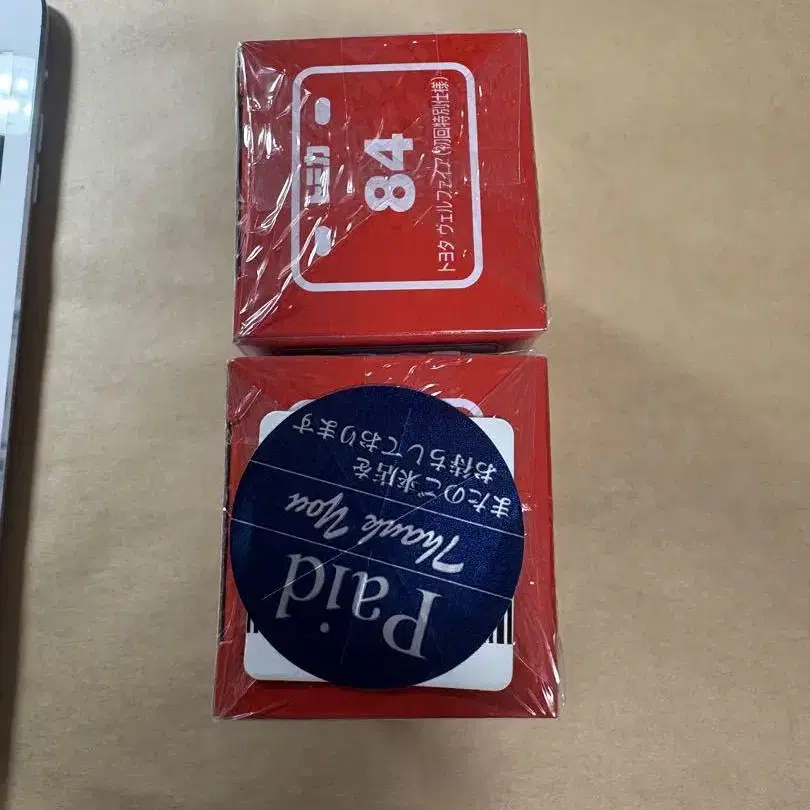 トミカ
84
トヨタ ヴェルファイア(初回特別仕様)
Paid
Thank You
またのご来店を
お待ちしております